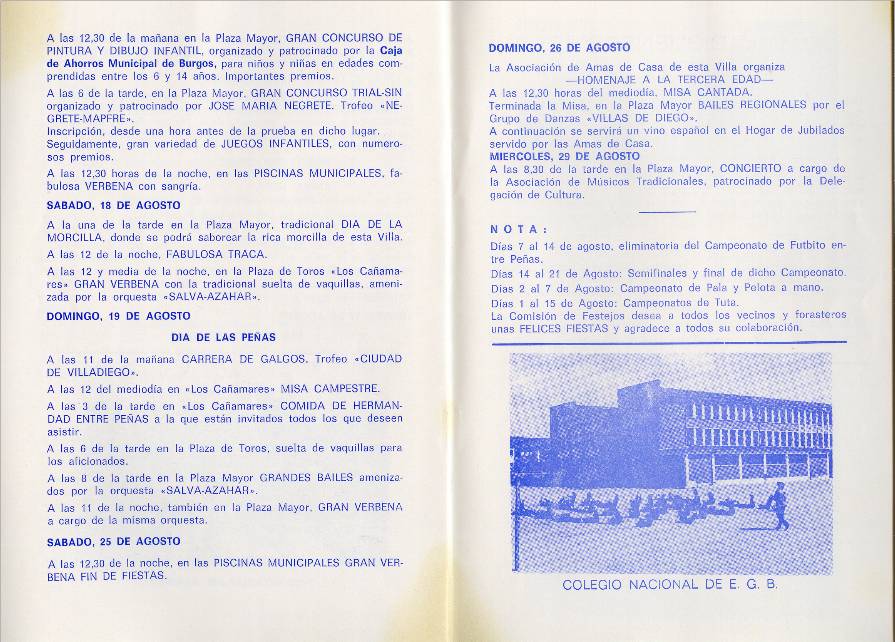 A las 12,30 de la mañana en la Plaza Mayor, GRAN CONCURSO DE
PINTURA Y DIBUJO INFANTIL, organizado y patrocinado por la Caja
de Ahorros Municipal de Burgos, para niños y niñas en edades com-
prendidas entre los 6 y 14 años. Importantes premios.
A las 6 de la tarde, en la Plaza Mayor, GRAN CONCURSO TRIAL-SIN
organizado y patrocinado por JOSE MARIA NEGRETE. Trofeo «NE-
GRETE-MAPFRE».
Inscripción, desde una hora antes de la prueba en dicho lugar.
Seguidamente, gran variedad de JUEGOS INFANTILES, con numero-
sos premios.
A las 12,30 horas de la noche, en las PISCINAS MUNICIPALES, fa-
bulosa VERBENA con sangría.
SABADO, 18 DE AGOSTO
A la una de la tarde en la Plaza Mayor, tradicional DIA DE LA
MORCILLA, donde se podrá saborear la rica morcilla de esta Villa.
A las 12 de la noche, FABULOSA TRACA.
A las 12 y media de la noche, en la Plaza de Toros «Los Cañama-
res» GRAN VERBENA con la tradicional suelta de vaquillas, ameni-
zada por la orquesta «SALVA-AZAHAR».
DOMINGO, 19 DE AGOSTO
DIA DE LAS PEÑAS
A las 11 de la mañana CARRERA DE GALGOS. Trofeo «CIUDAD
DE VILLADIEGO».
A las 12 del mediodía en «Los Cañamares» MISA CAMPESTRE.
A las 3 de la tarde en «Los Cañamares» COMIDA DE HERMAN-
DAD ENTRE PEÑAS a la que están invitados todos los que deseen
asistir.
A las 6 de la tarde en la Plaza de Toros, suelta de vaquillas para
los aficionados.
A las 8 de la tarde en la Plaza Mayor GRANDES BAILES ameniza-
dos por la orquesta «SALVA-AZAHAR».
A las 11 de la noche, también en la Plaza Mayor, GRAN VERBENA
a cargo de la misma orquesta.
SABADO, 25 DE AGOSTO
A las 12,30 de la noche, en las PISCINAS MUNICIPALES GRAN VER-
BENA FIN DE FIESTAS.
DOMINGO, 26 DE AGOSTO
La Asociación de Amas de Casa de esta Villa organiza
—HOMENAJE A LA TERCERA EDAD—
A las 12,30 horas del mediodía, MISA CANTADA.
Terminada la Misa, en la Plaza Mayor BAILES REGIONALES por el
Grupo de Danzas «VILLAS DE DIEGO».
A continuación se servirá un vino español en el Hogar de Jubilados
servido por las Amas de Casa.
MIERCOLES, 29 DE AGOSTO
A las 8,30 de la tarde en la Plaza Mayor, CONCIERTO a cargo de
la Asociación de Músicos Tradicionales, patrocinado por la Dele-
gación de Cultura.
NOTA:
Días 7 al 14 de agosto, eliminatoria del Campeonato de Futbito en-
tre Peñas.
Días 14 al 21 de Agosto: Semifinales y final de dicho Campeonato.
Días 2 al 7 de Agosto: Campeonato de Pala y Pelota a mano.
Días 1 al 15 de Agosto: Campeonatos de Tuta.
La Comisión de Festejos desea a todos los vecinos y forasteros
unas FELICES FIESTAS y agradece a todos su colaboración.
COLEGIO NACIONAL DE E. G. B.